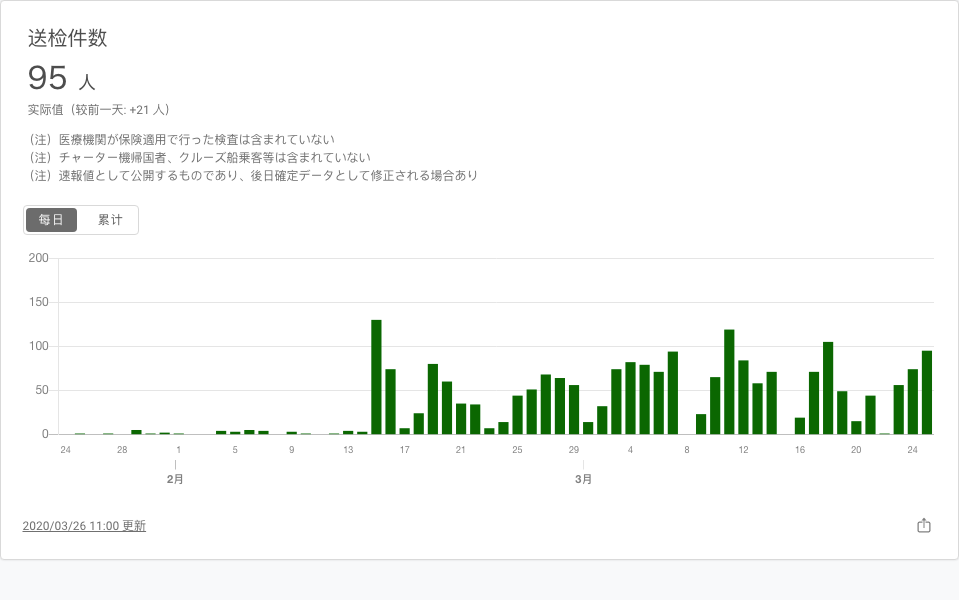 送检件数
95 人
实际值（较前一天: +21 人）
（注）医療機関が保険適用で行った検査は含まれていない
（注）チャーター機帰国者、クルーズ船乗客等は含まれていない
（注）速報値として公開するものであり、後日確定データとして修正される場合あり
每日 累计
200
150
100
50
0
24 28 1 5 9 13 17 21 25 29 4 8 12 16 20 24
2月 3月
2020/03/26 11:00 更新